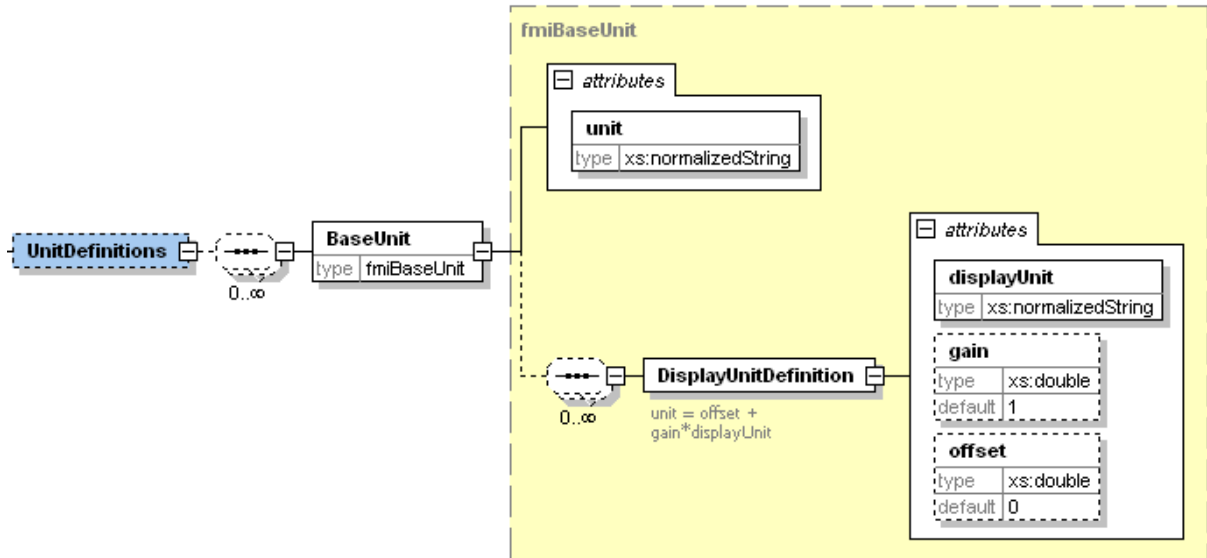 fmiBaseUnit
attributes
unit
type xs:normalizedString
UnitDefinitions
0..∞
BaseUnit
type fmiBaseUnit
0..∞
DisplayUnitDefinition
unit = offset +
gain*displayUnit
attributes
displayUnit
type xs:normalizedString
gain
type xs:double
default 1
offset
type xs:double
default 0